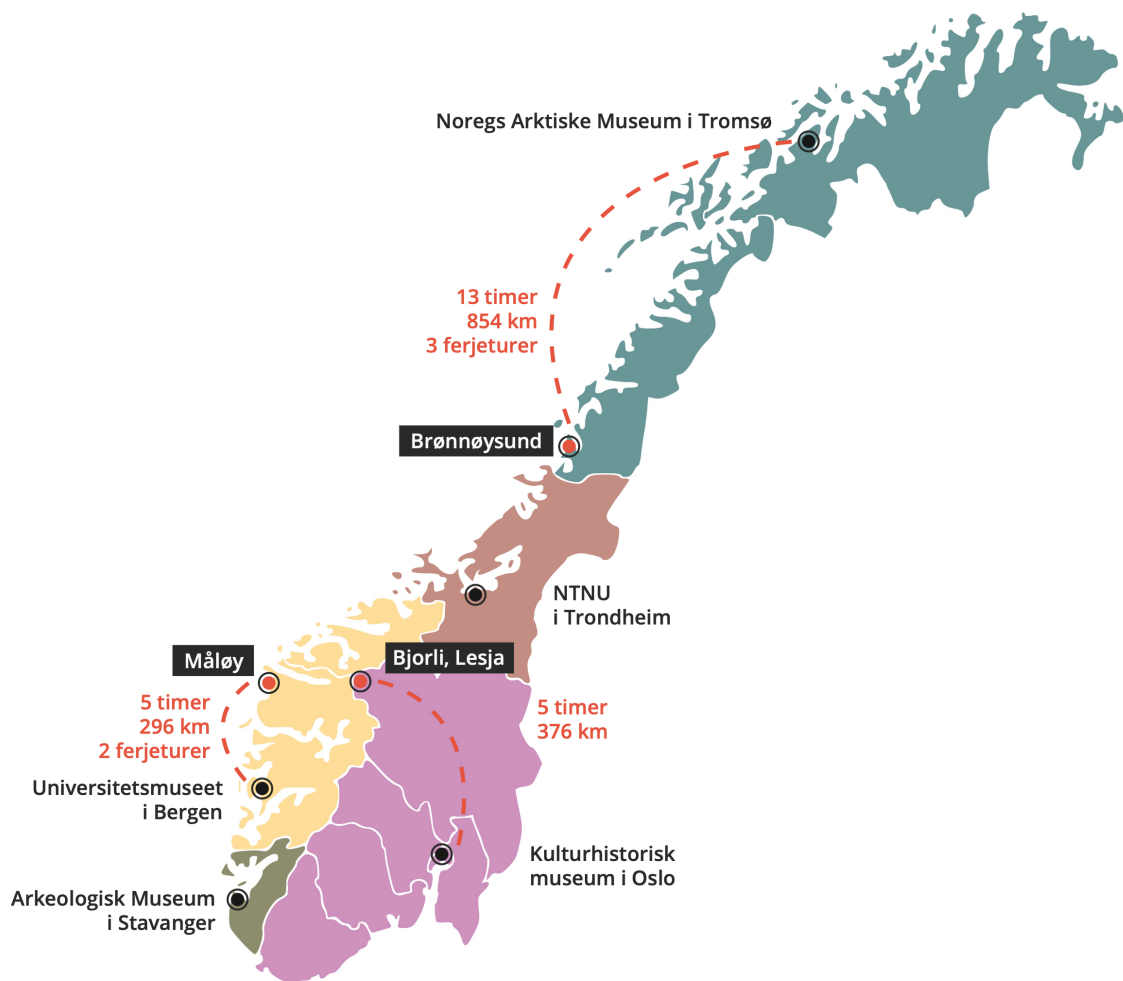 Noregs Arktiske Museum i Tromsø
13 timer
854 km
3 ferjeturer
Brønnøysund
NTNU
i Trondheim
Måløy
Bjorli, Lesja
5 timer
296 km
2 ferjeturer
5 timer
376 km
Universitetsmuseet
i Bergen
Kulturhistorisk
museum i Oslo
Arkeologisk Museum
i Stavanger